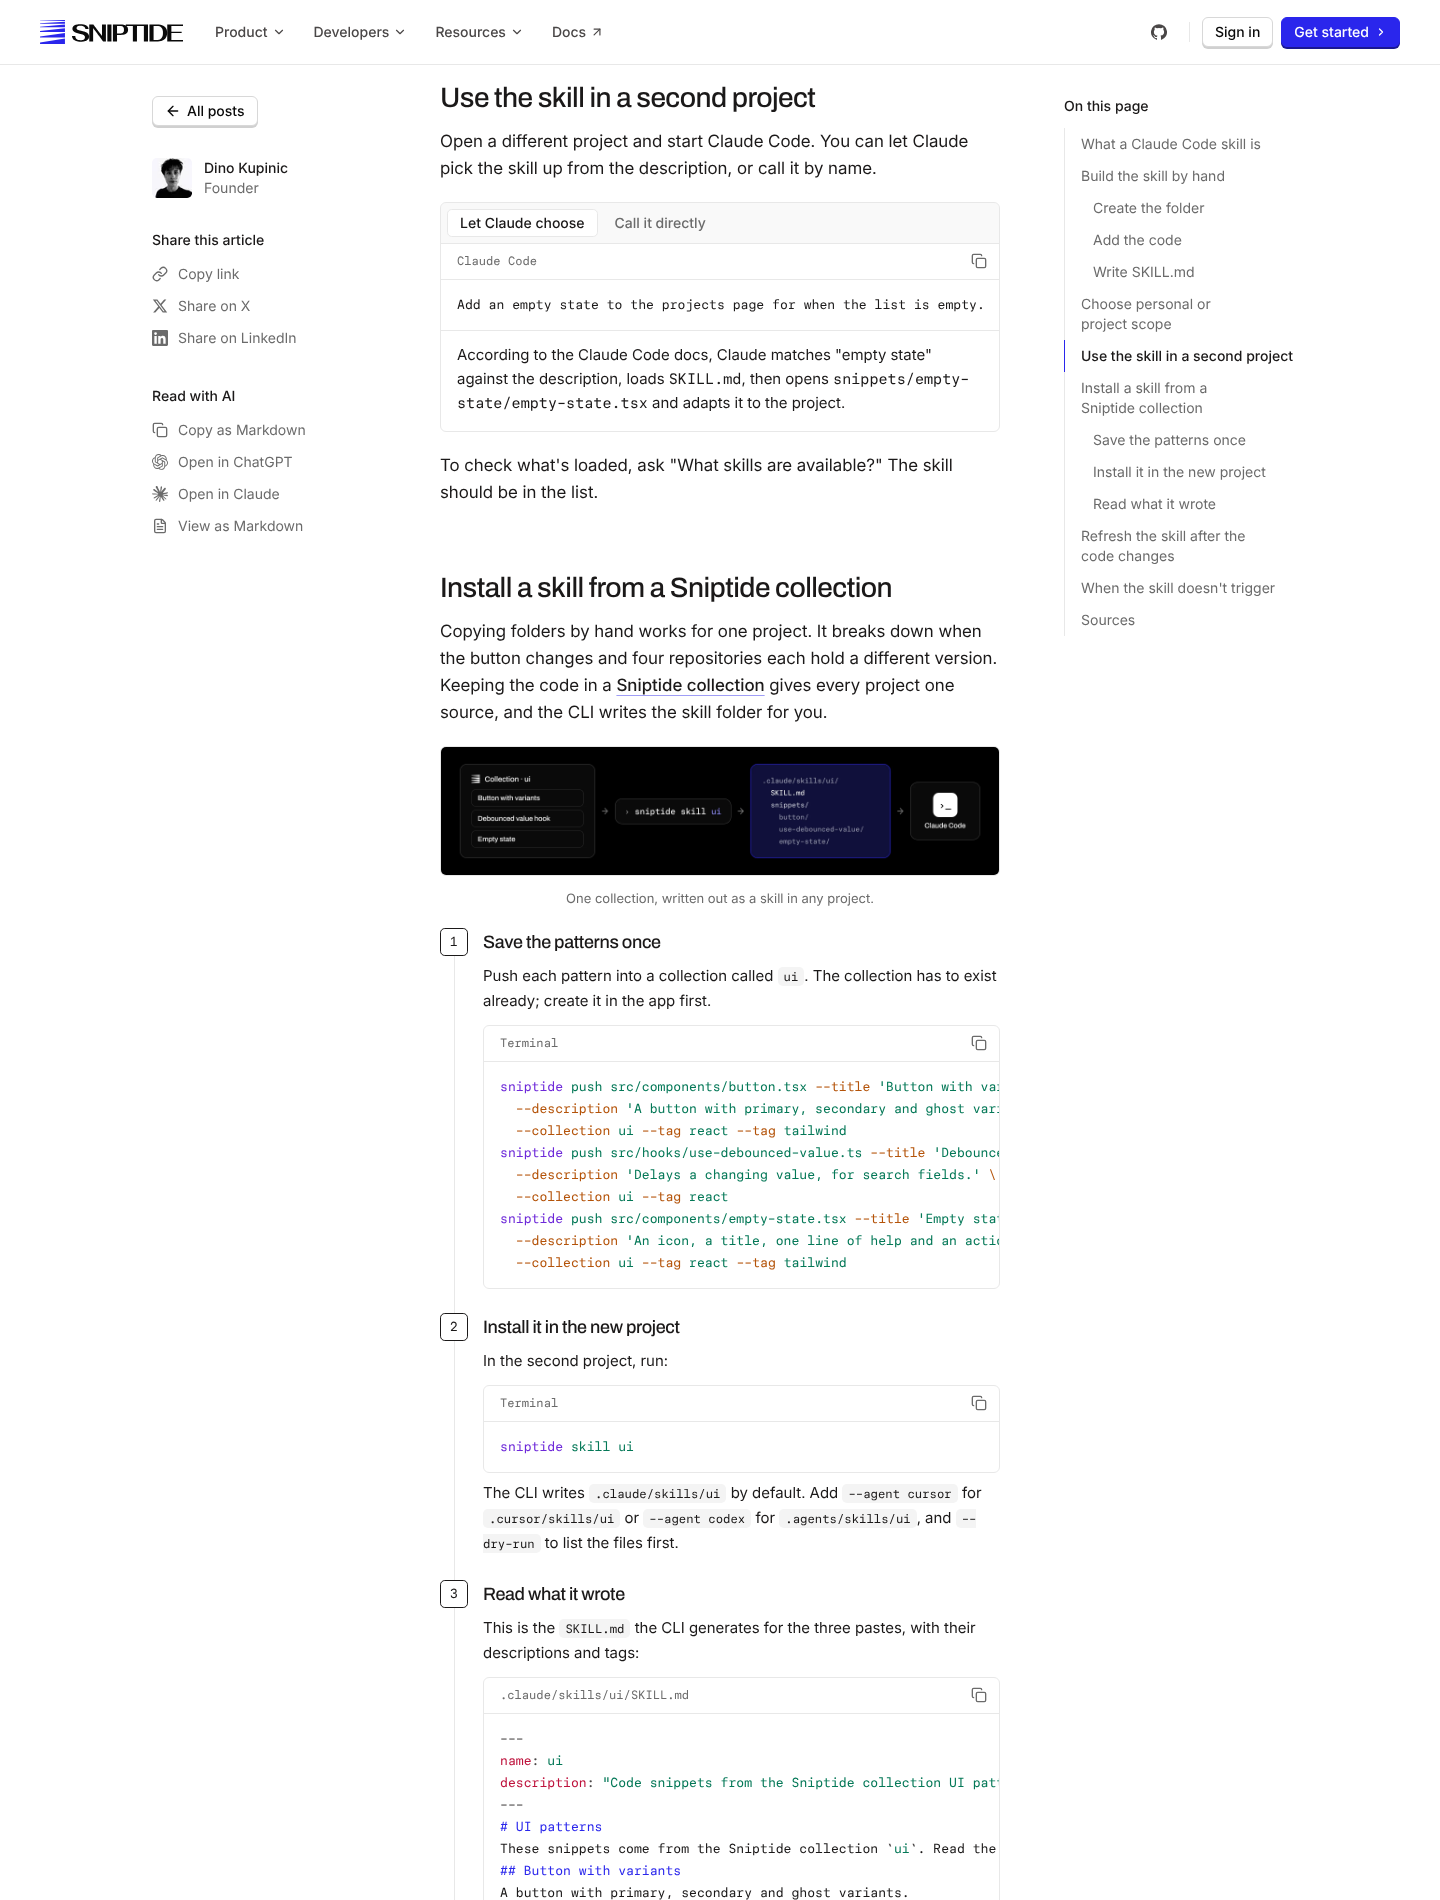 SNIPTIDE
Product
Developers
Resources
Docs
Sign in
Get started
All posts
Dino Kupinic
Founder
Share this article
Copy link
Share on X
Share on LinkedIn
Read with AI
Copy as Markdown
Open in ChatGPT
Open in Claude
View as Markdown
Use the skill in a second project
Open a different project and start Claude Code. You can let Claude
pick the skill up from the description, or call it by name.
Let Claude choose
Call it directly
Claude Code
Add an empty state to the projects page for when the list is empty.
According to the Claude Code docs, Claude matches "empty state"
against the description, loads SKILL.md, then opens snippets/empty-
state/empty-state.tsx and adapts it to the project.
To check what's loaded, ask "What skills are available?" The skill
should be in the list.
Install a skill from a Sniptide collection
Copying folders by hand works for one project. It breaks down when
the button changes and four repositories each hold a different version.
Keeping the code in a Sniptide collection gives every project one
source, and the CLI writes the skill folder for you.
Collection · ui
Button with variants
Debounced value hook
Empty state
› sniptide skill ui
.claude/skills/ui/
SKILL.md
snippets/
button/
use-debounced-value/
empty-state/
›_
Claude Code
One collection, written out as a skill in any project.
1
Save the patterns once
Push each pattern into a collection called ui. The collection has to exist
already; create it in the app first.
Terminal
sniptide push src/components/button.tsx --title 'Button with var
--description 'A button with primary, secondary and ghost vari
--collection ui --tag react --tag tailwind
sniptide push src/hooks/use-debounced-value.ts --title 'Debounce
--description 'Delays a changing value, for search fields.' \
--collection ui --tag react
sniptide push src/components/empty-state.tsx --title 'Empty stat
--description 'An icon, a title, one line of help and an actio
--collection ui --tag react --tag tailwind
2
Install it in the new project
In the second project, run:
Terminal
sniptide skill ui
The CLI writes .claude/skills/ui by default. Add --agent cursor for
.cursor/skills/ui or --agent codex for .agents/skills/ui, and --
dry-run to list the files first.
3
Read what it wrote
This is the SKILL.md the CLI generates for the three pastes, with their
descriptions and tags:
.claude/skills/ui/SKILL.md
---
name: ui
description: "Code snippets from the Sniptide collection UI patt
---
# UI patterns
These snippets come from the Sniptide collection `ui`. Read the
## Button with variants
A button with primary, secondary and ghost variants.
On this page
What a Claude Code skill is
Build the skill by hand
Create the folder
Add the code
Write SKILL.md
Choose personal or
project scope
Use the skill in a second project
Install a skill from a
Sniptide collection
Save the patterns once
Install it in the new project
Read what it wrote
Refresh the skill after the
code changes
When the skill doesn't trigger
Sources